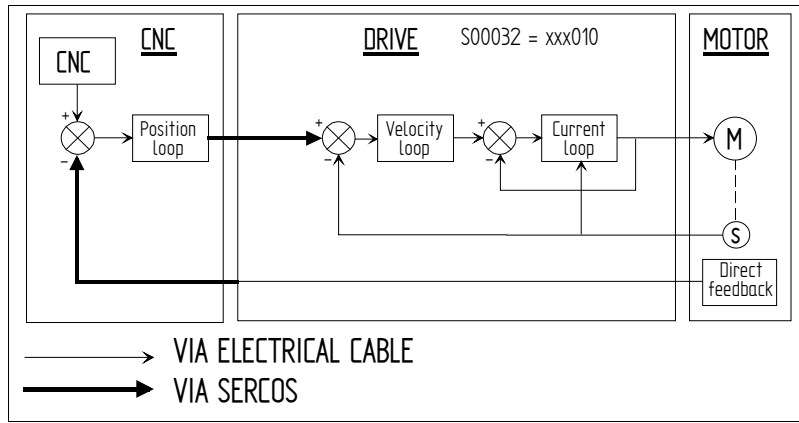 CNC
DRIVE
S00032 = xxx010
MOTOR
CNC
+
-
Position
loop
+
-
Velocity
loop
+
-
Current
loop
M
S
Direct
feedback
VIA ELECTRICAL CABLE
VIA SERCOS